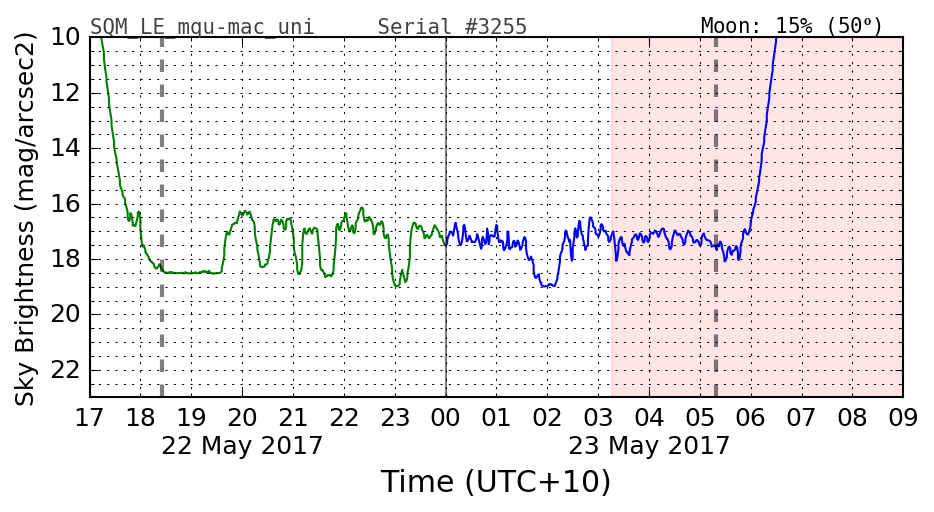 SQM_LE_mqu-mac_uni Serial #3255 Moon: 15% (50º)
Sky Brightness (mag/arcsec2)
10
12
14
16
18
20
22
17 18 19 20 21 22 23 00 01 02 03 04 05 06 07 08 09
22 May 2017 23 May 2017
Time (UTC+10)